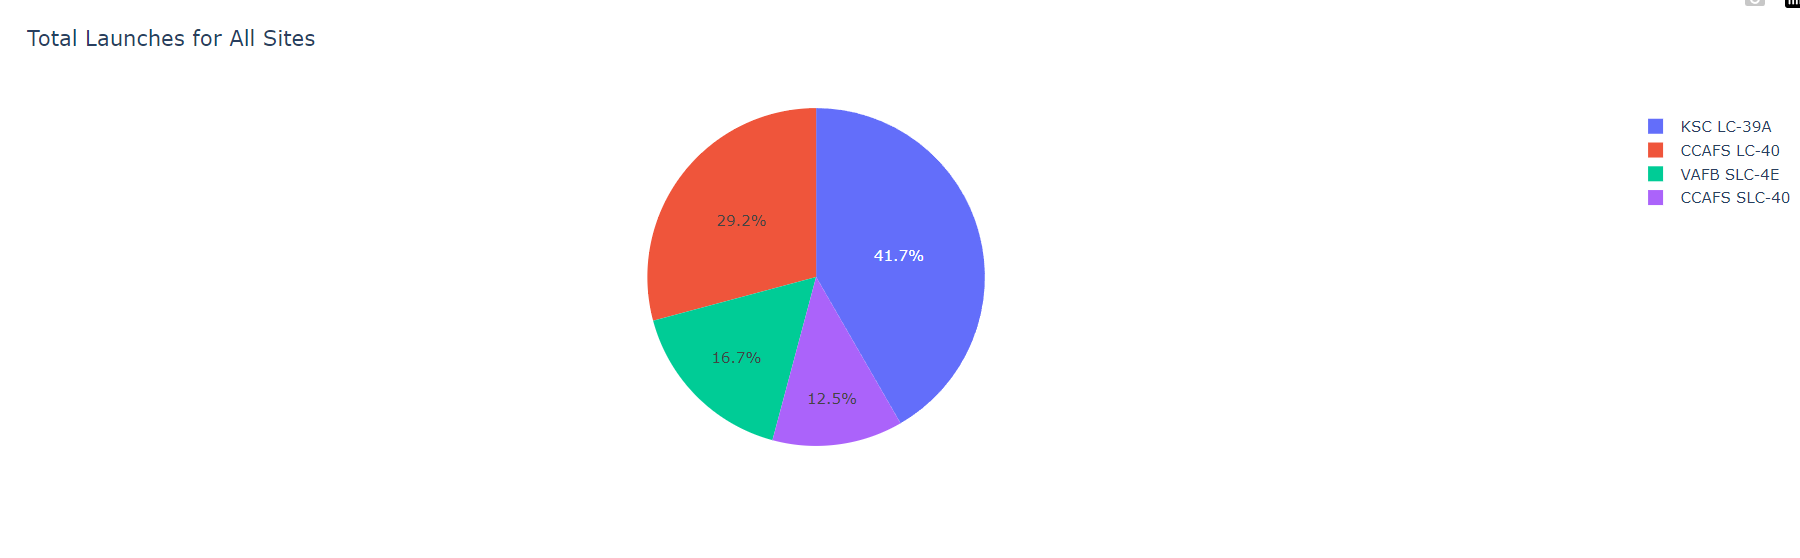 Total Launches for All Sites
KSC LC-39A
CCAFS LC-40
VAFB SLC-4E
CCAFS SLC-40
29.2%
41.7%
16.7%
12.5%